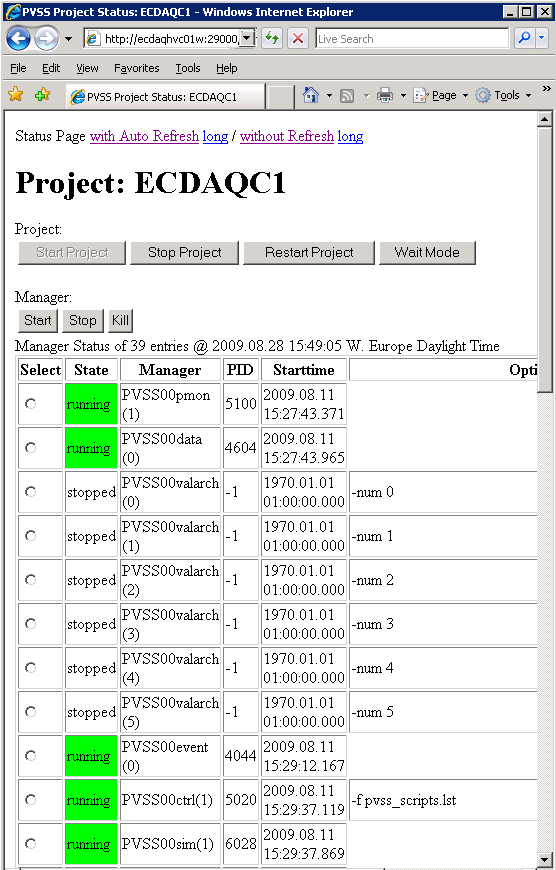 PVSS Project Status: ECDAQC1 - Windows Internet Explorer
http://ecdaqhvc01w:29000,
Live Search
File Edit View Favorites Tools Help
PVSS Project Status: ECDAQC1
Page Tools »
Status Page with Auto Refresh long / without Refresh long
Project: ECDAQC1
Project:
Start Project Stop Project Restart Project Wait Mode
Manager:
Start Stop Kill
Manager Status of 39 entries @ 2009.08.28 15:49:05 W. Europe Daylight Time
Select State Manager PID Starttime Opti
running PVSS00pmon (1) 5100 2009.08.11 15:27:43.371
running PVSS00data (0) 4604 2009.08.11 15:27:43.965
stopped PVSS00valarch (0) -1 1970.01.01 01:00:00.000 -num 0
stopped PVSS00valarch (1) -1 1970.01.01 01:00:00.000 -num 1
stopped PVSS00valarch (2) -1 1970.01.01 01:00:00.000 -num 2
stopped PVSS00valarch (3) -1 1970.01.01 01:00:00.000 -num 3
stopped PVSS00valarch (4) -1 1970.01.01 01:00:00.000 -num 4
stopped PVSS00valarch (5) -1 1970.01.01 01:00:00.000 -num 5
running PVSS00event (0) 4044 2009.08.11 15:29:12.167
running PVSS00ctrl(1) 5020 2009.08.11 15:29:37.119 -f pvss_scripts.lst
running PVSS00sim(1) 6028 2009.08.11 15:29:37.869